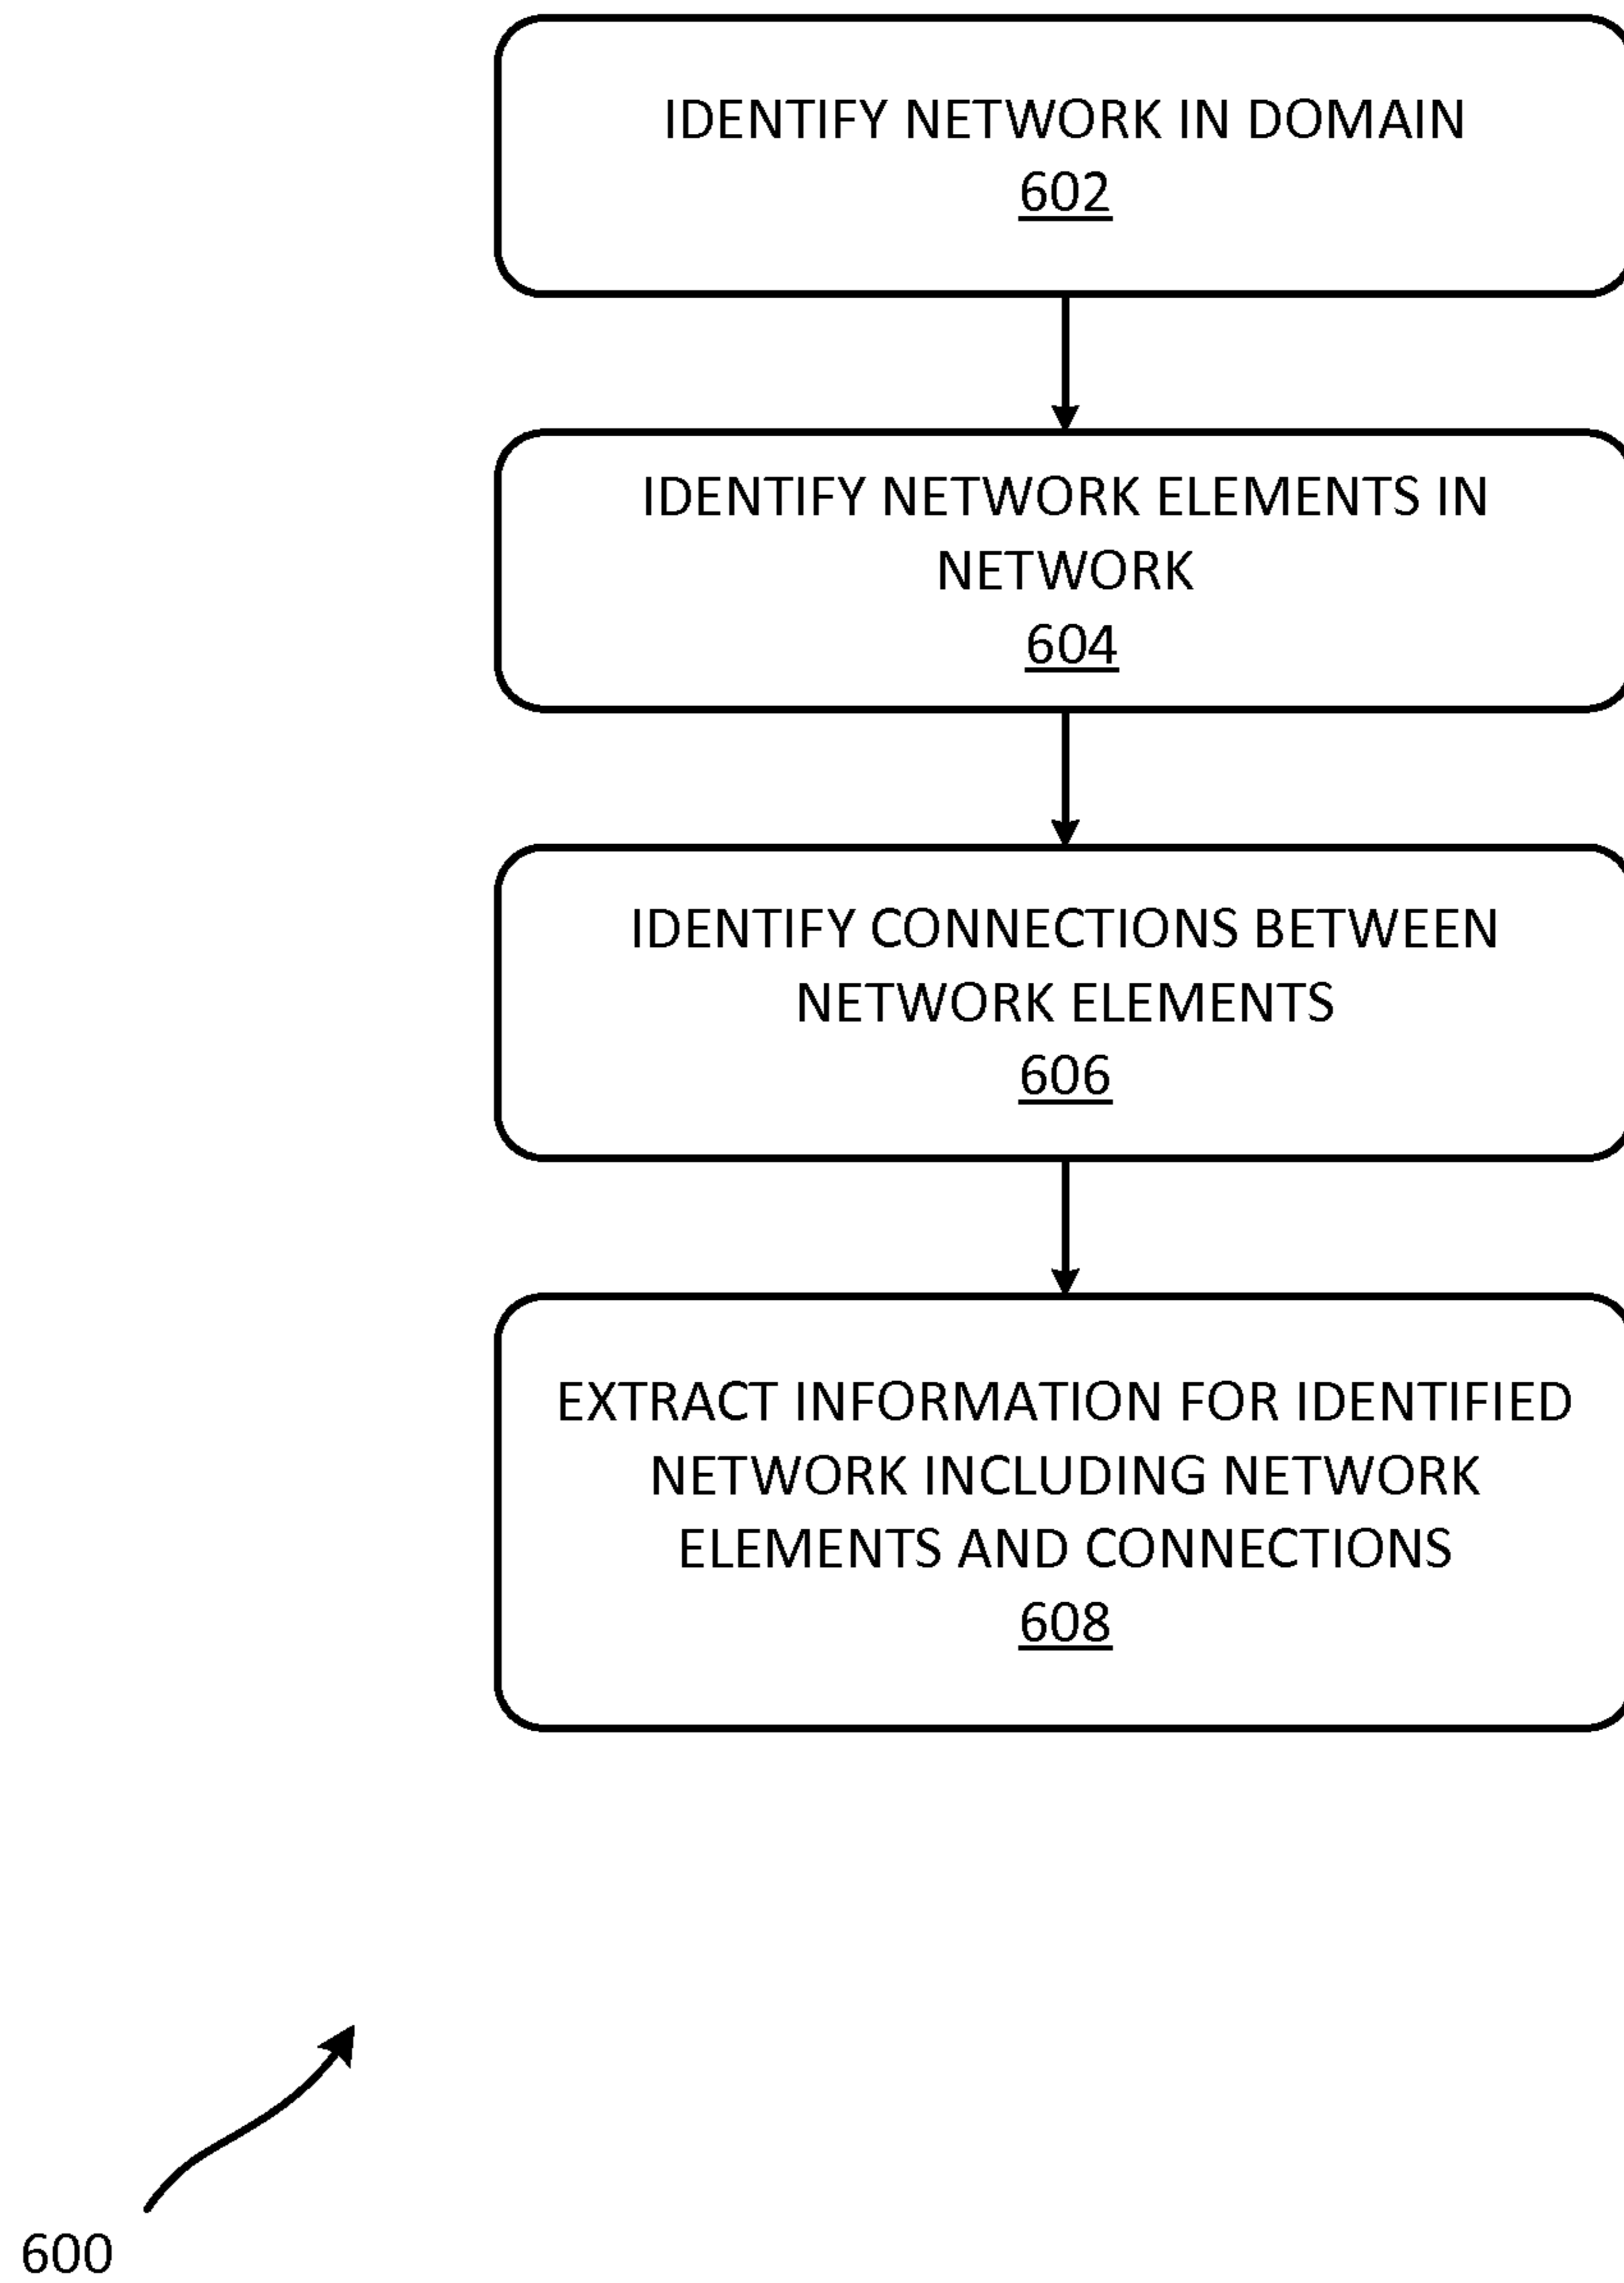 IDENTIFY NETWORK IN DOMAIN
602
IDENTIFY NETWORK ELEMENTS IN
NETWORK
604
IDENTIFY CONNECTIONS BETWEEN
NETWORK ELEMENTS
606
EXTRACT INFORMATION FOR IDENTIFIED
NETWORK INCLUDING NETWORK
ELEMENTS AND CONNECTIONS
608
600